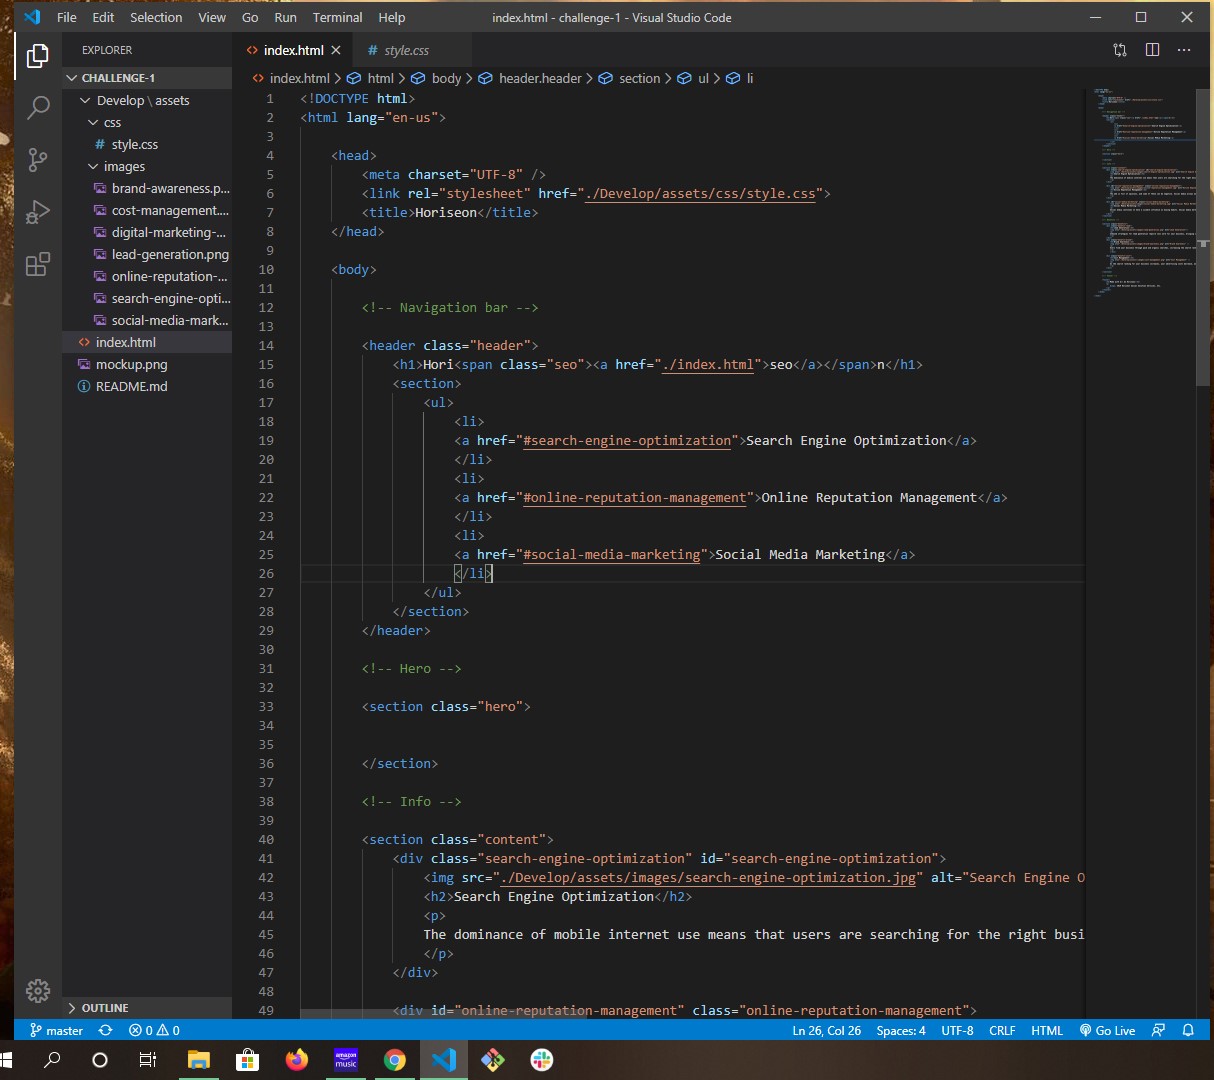 File Edit Selection View Go Run Terminal Help
index.html - challenge-1 - Visual Studio Code
EXPLORER
CHALLENGE-1
Develop \ assets
css
# style.css
images
brand-awareness.p...
cost-management....
digital-marketing-...
lead-generation.png
online-reputation-...
search-engine-opti...
social-media-mark...
<> index.html
mockup.png
README.md
OUTLINE
<> index.html
# style.css
<> index.html > html > body > header.header > section > ul > li
1 <!DOCTYPE html>
2 <html lang="en-us">
3
4 <head>
5 <meta charset="UTF-8" />
6 <link rel="stylesheet" href="./Develop/assets/css/style.css">
7 <title>Horiseon</title>
8 </head>
9
10 <body>
11
12 <!-- Navigation bar -->
13
14 <header class="header">
15 <h1>Hori<span class="seo"><a href="./index.html">seo</a></span>n</h1>
16 <section>
17 <ul>
18 <li>
19 <a href="#search-engine-optimization">Search Engine Optimization</a>
20 </li>
21 <li>
22 <a href="#online-reputation-management">Online Reputation Management</a>
23 </li>
24 <li>
25 <a href="#social-media-marketing">Social Media Marketing</a>
26 </li>
27 </ul>
28 </section>
29 </header>
30
31 <!-- Hero -->
32
33 <section class="hero">
34
35
36 </section>
37
38 <!-- Info -->
39
40 <section class="content">
41 <div class="search-engine-optimization" id="search-engine-optimization">
42 <img src="./Develop/assets/images/search-engine-optimization.jpg" alt="Search Engine O
43 <h2>Search Engine Optimization</h2>
44 <p>
45 The dominance of mobile internet use means that users are searching for the right busi
46 </p>
47 </div>
48
49 <div id="online-reputation-management" class="online-reputation-management">
master
0 0
Ln 26, Col 26 Spaces: 4 UTF-8 CRLF HTML Go Live
amazon
music